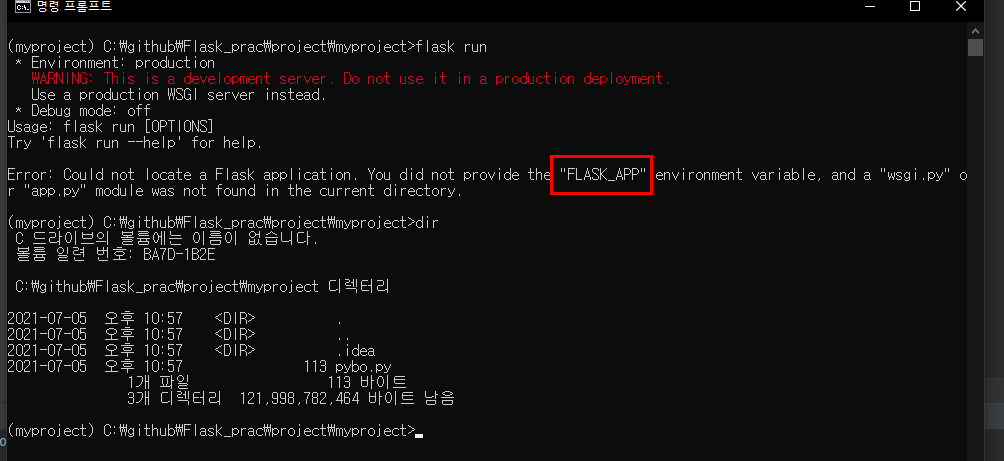 명령 프롬프트
(myproject) C:\github\Flask_prac\project\myproject>flask run
 * Environment: production
   WARNING: This is a development server. Do not use it in a production deployment.
   Use a production WSGI server instead.
 * Debug mode: off
Usage: flask run [OPTIONS]
Try 'flask run --help' for help.
Error: Could not locate a Flask application. You did not provide the "FLASK_APP" environment variable, and a "wsgi.py" o
r "app.py" module was not found in the current directory.
(myproject) C:₩github₩Flask_prac₩project₩myproject>dir
 C 드라이브의 볼륨에는 이름이 없습니다.
 볼륨 일련 번호: BA7D-1B2E
 C:₩github₩Flask_prac₩project₩myproject 디렉터리
2021-07-05  오후 10:57    <DIR>          .
2021-07-05  오후 10:57    <DIR>          ..
2021-07-05  오후 10:57    <DIR>          .idea
2021-07-05  오후 10:57               113 pybo.py
               1개 파일                 113 바이트
               3개 디렉터리  121,998,782,464 바이트 남음
(myproject) C:₩github₩Flask_prac₩project₩myproject>